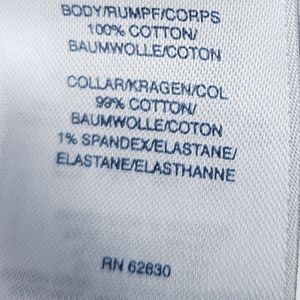 BODY/RUMPF/CORPS
100% COTTON/
BAUMWOLLE/COTON
COLLAR/KRAGEN/COL
99% COTTON/
BAUMWOLLE/COTON
1% SPANDEX/ELASTANE/
ELASTANE/ELASTHANNE
RN 62830